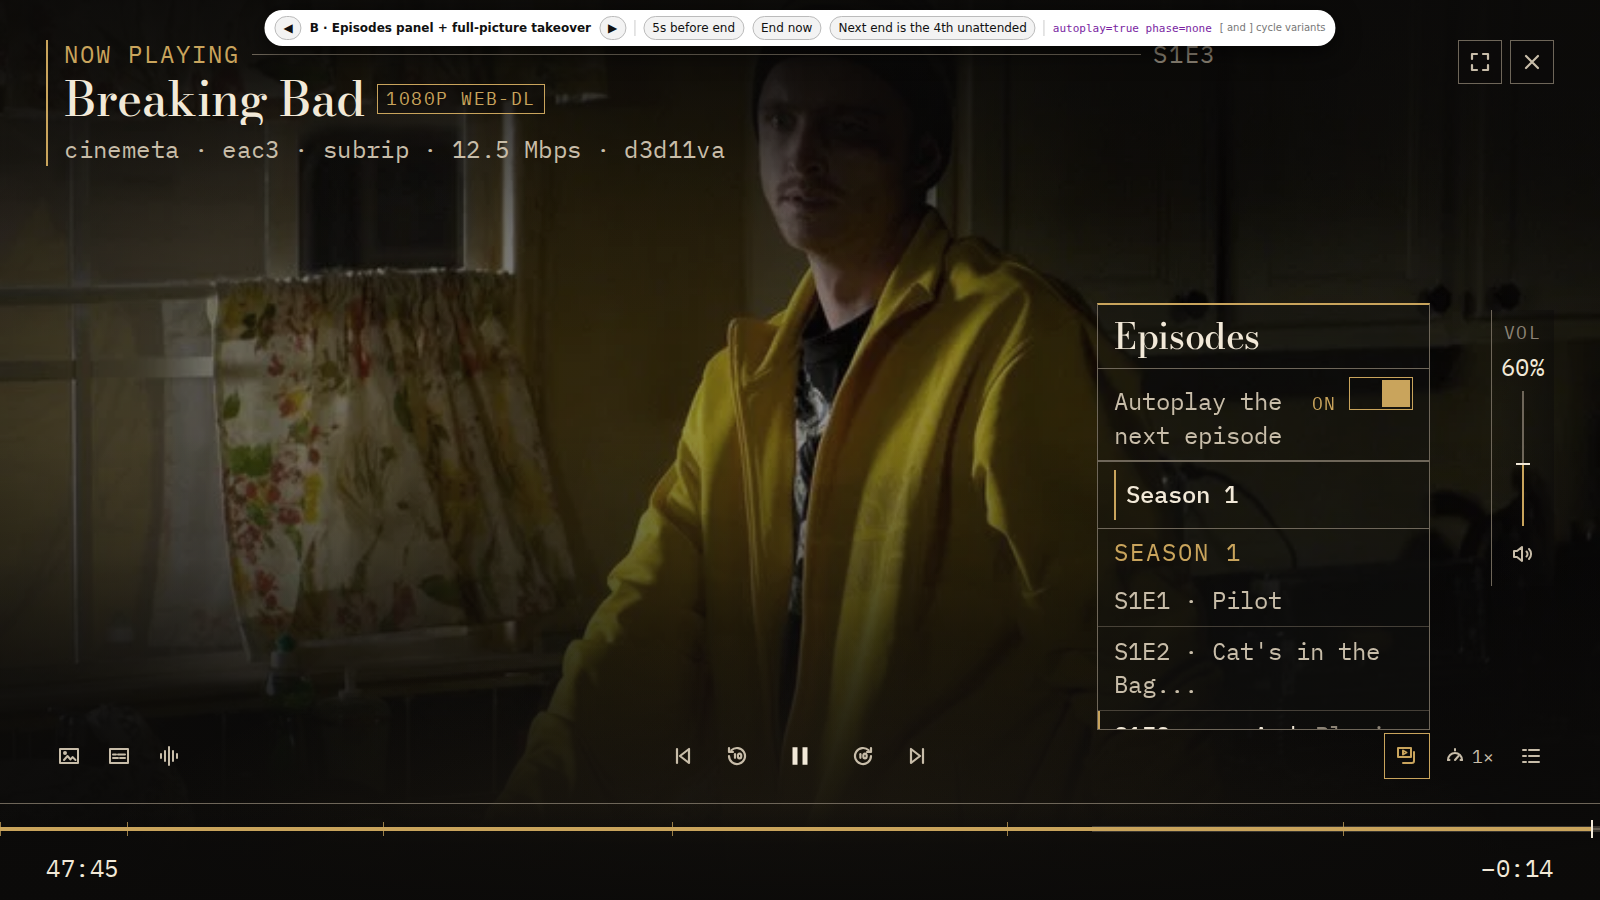 ◀ B · Episodes panel + full-picture takeover ▶ 5s before end End now Next end is the 4th unattended autoplay=true phase=none [ and ] cycle variants
NOW PLAYING S1E3
Breaking Bad 1080P WEB-DL
cinemeta · eac3 · subrip · 12.5 Mbps · d3d11va
Episodes
Autoplay the next episode ON
Season 1
SEASON 1
S1E1 · Pilot
S1E2 · Cat's in the
Bag...
VOL
60%
10
10
1×
47:45
−0:14